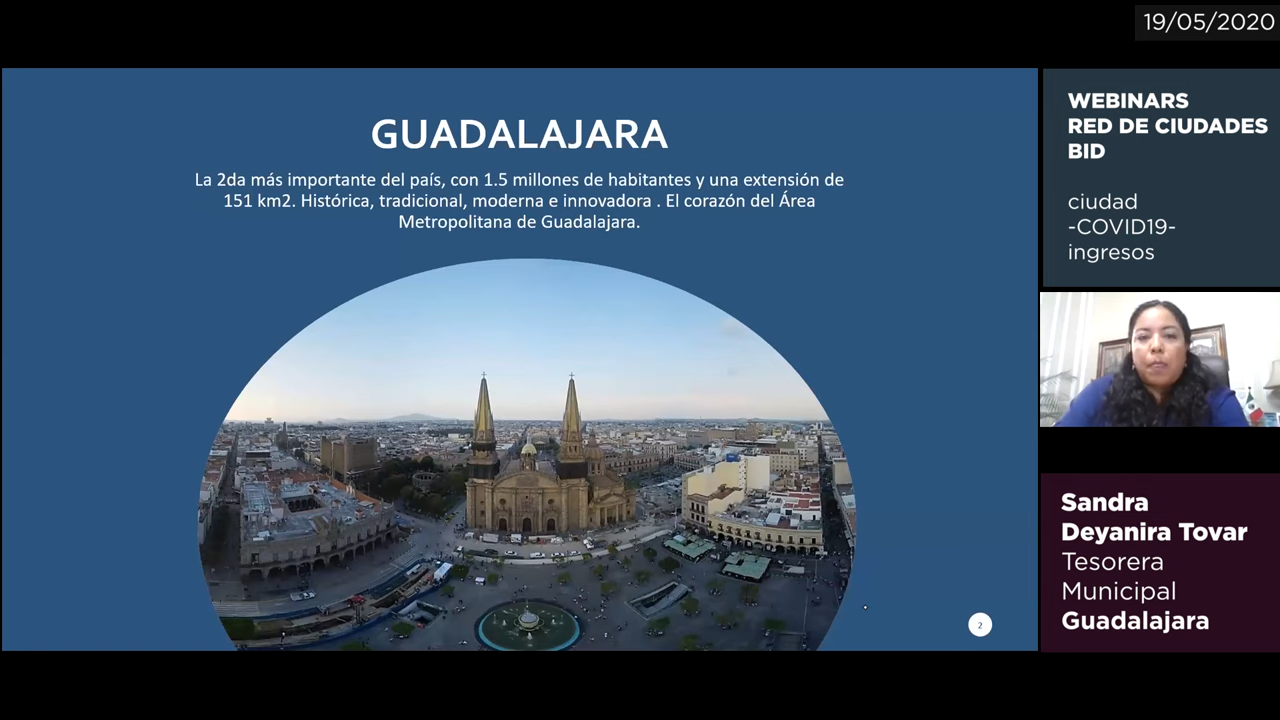 19/05/2020
GUADALAJARA
La 2da más importante del país, con 1.5 millones de habitantes y una extensión de
151 km2. Histórica, tradicional, moderna e innovadora . El corazón del Área
Metropolitana de Guadalajara.
2
WEBINARS
RED DE CIUDADES
BID
ciudad
-COVID19-
ingresos
Sandra
Deyanira Tovar
Tesorera
Municipal
Guadalajara